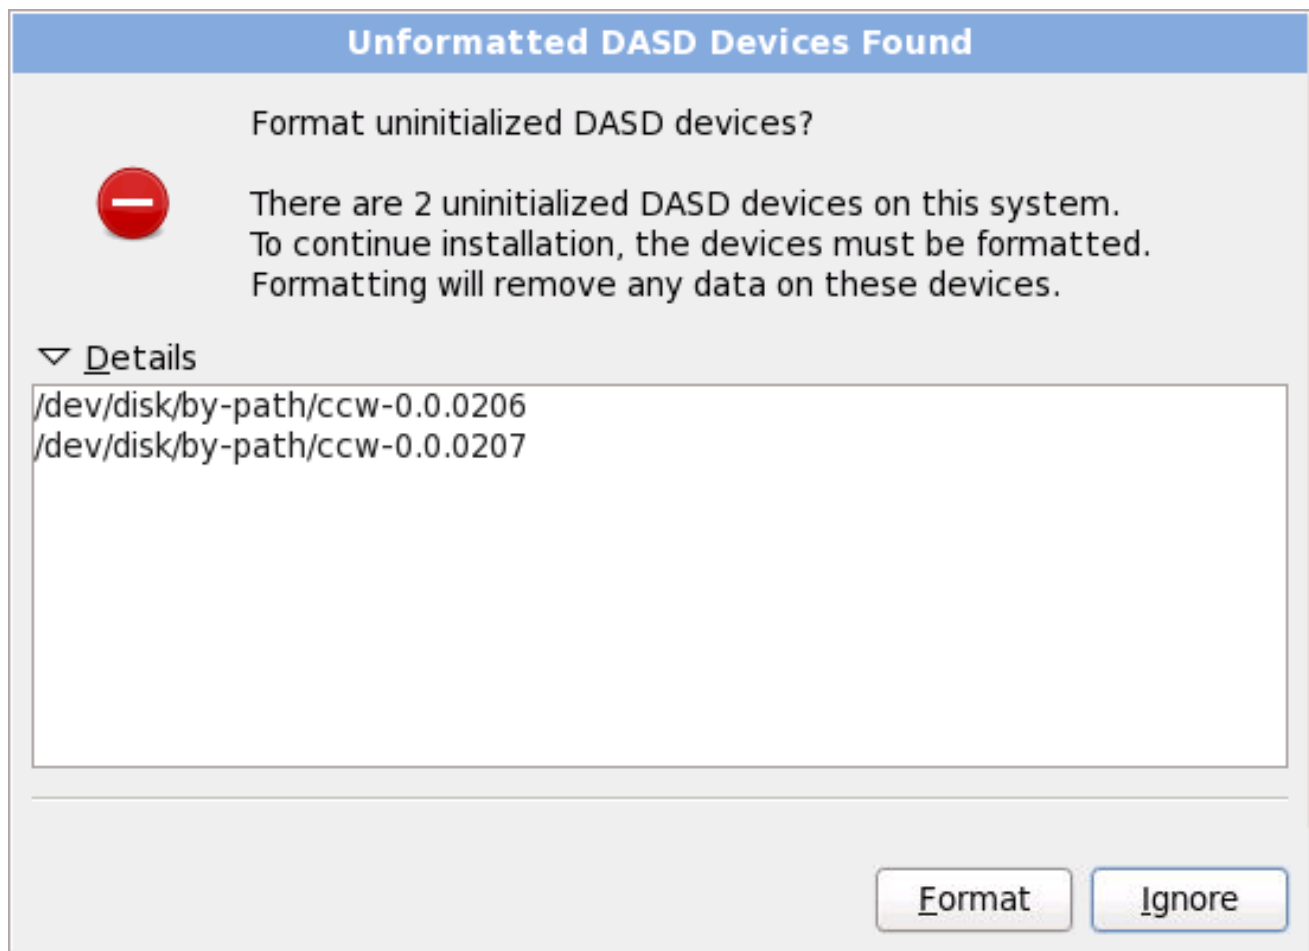 Unformatted DASD Devices Found
Format uninitialized DASD devices?
There are 2 uninitialized DASD devices on this system.
To continue installation, the devices must be formatted.
Formatting will remove any data on these devices.
Details
/dev/disk/by-path/ccw-0.0.0206
/dev/disk/by-path/ccw-0.0.0207
Format
Ignore